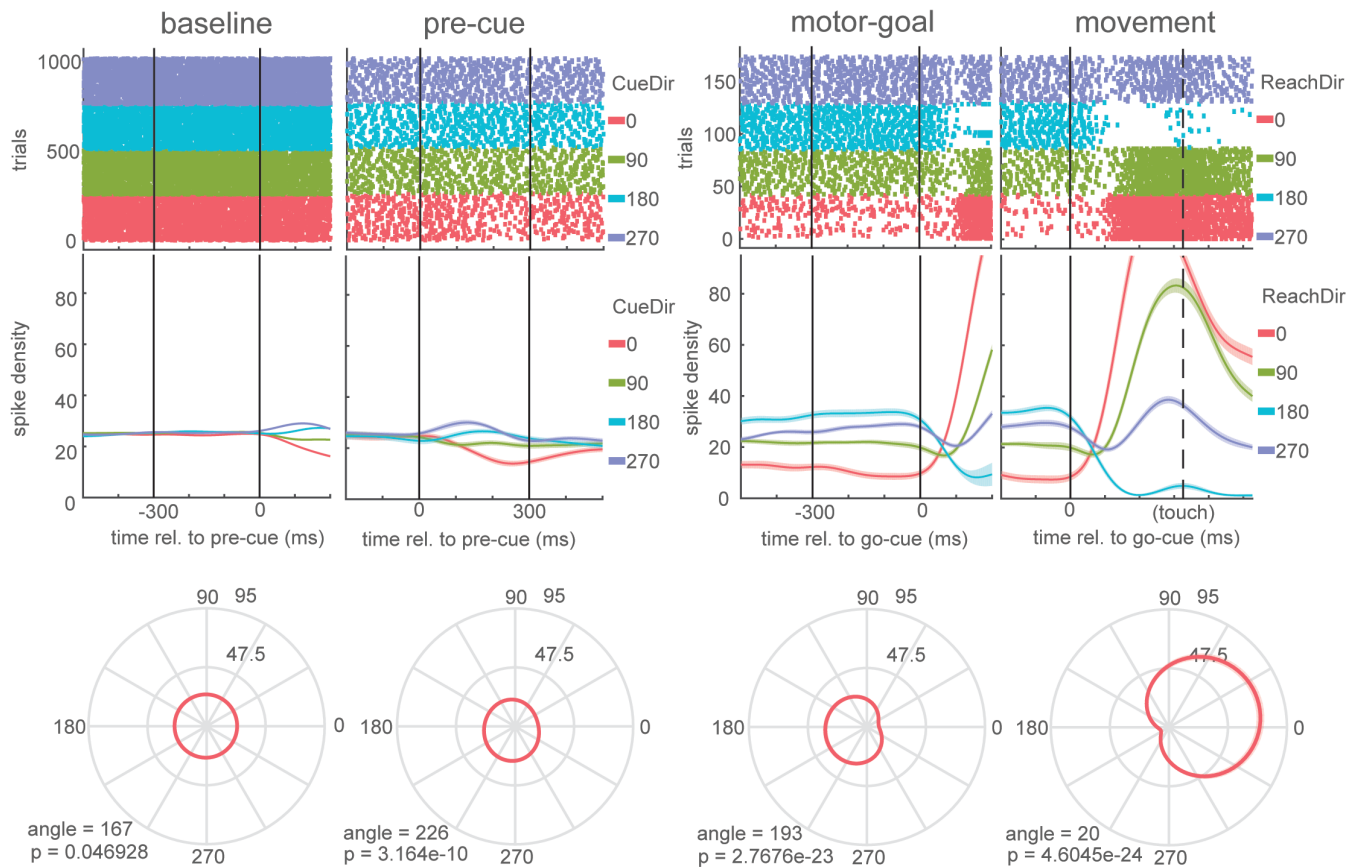 baseline
pre-cue
motor-goal
movement
trials
1000
500
0
CueDir
0
90
180
270
trials
150
100
50
0
ReachDir
0
90
180
270
spike density
80
60
40
20
0
-300
0
time rel. to pre-cue (ms)
0
300
time rel. to pre-cue (ms)
CueDir
0
90
180
270
spike density
80
60
40
20
0
-300
0
time rel. to go-cue (ms)
0
(touch)
time rel. to go-cue (ms)
ReachDir
0
90
180
270
90 95
47.5
180
270
0
angle = 167
p = 0.046928
90 95
47.5
180
0
270
angle = 226
p = 3.164e-10
90 95
47.5
180
0
270
angle = 193
p = 2.7676e-23
90 95
47.5
180
0
270
angle = 20
p = 4.6045e-24